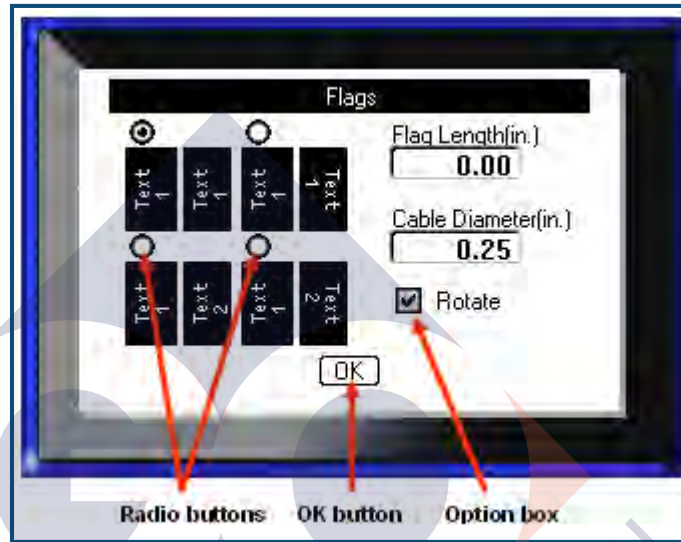 Flags
Flag Length(in.)
0.00
Text 1 Text 1 Text 1 Text 1
Cable Diameter(in.)
0.25
Text 1 Text 2 Text 1 Text 2
Rotate
OK
Radio buttons OK button Option box